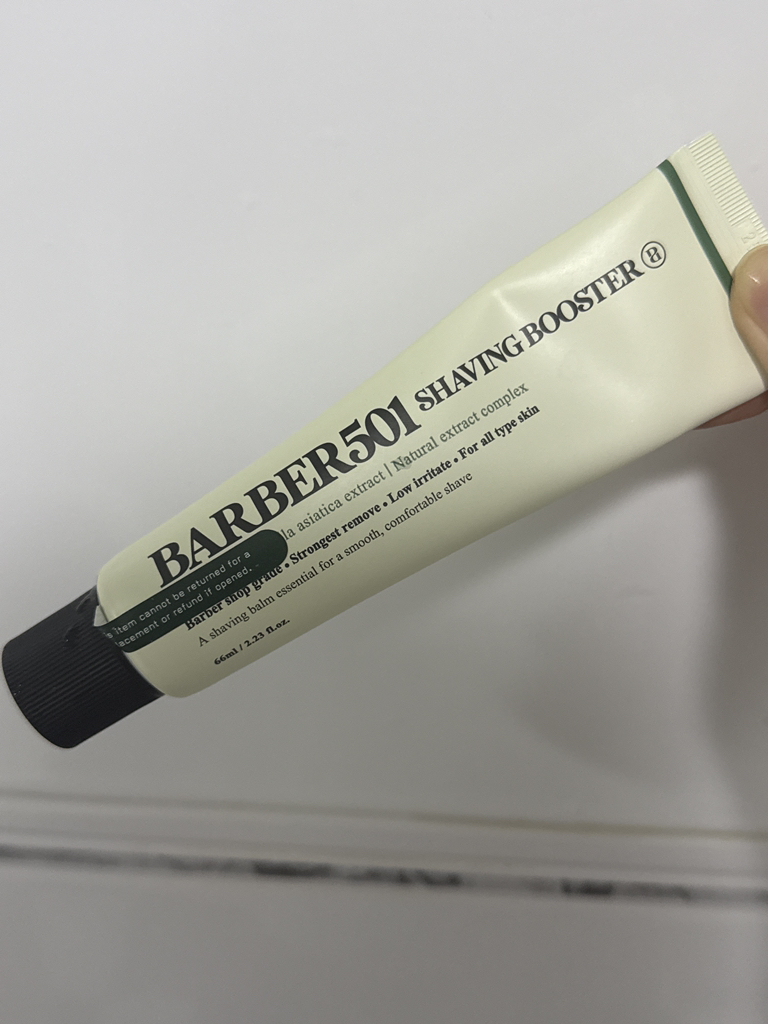 BARBER501 SHAVING BOOSTER B
la asiatica extract | Natural extract complex
Barber shop grade • Strongest remove • Low irritate • For all type skin
A shaving balm essential for a smooth, comfortable shave
66ml / 2.23 fl.oz.
item cannot be returned for a
lacement or refund if opened.